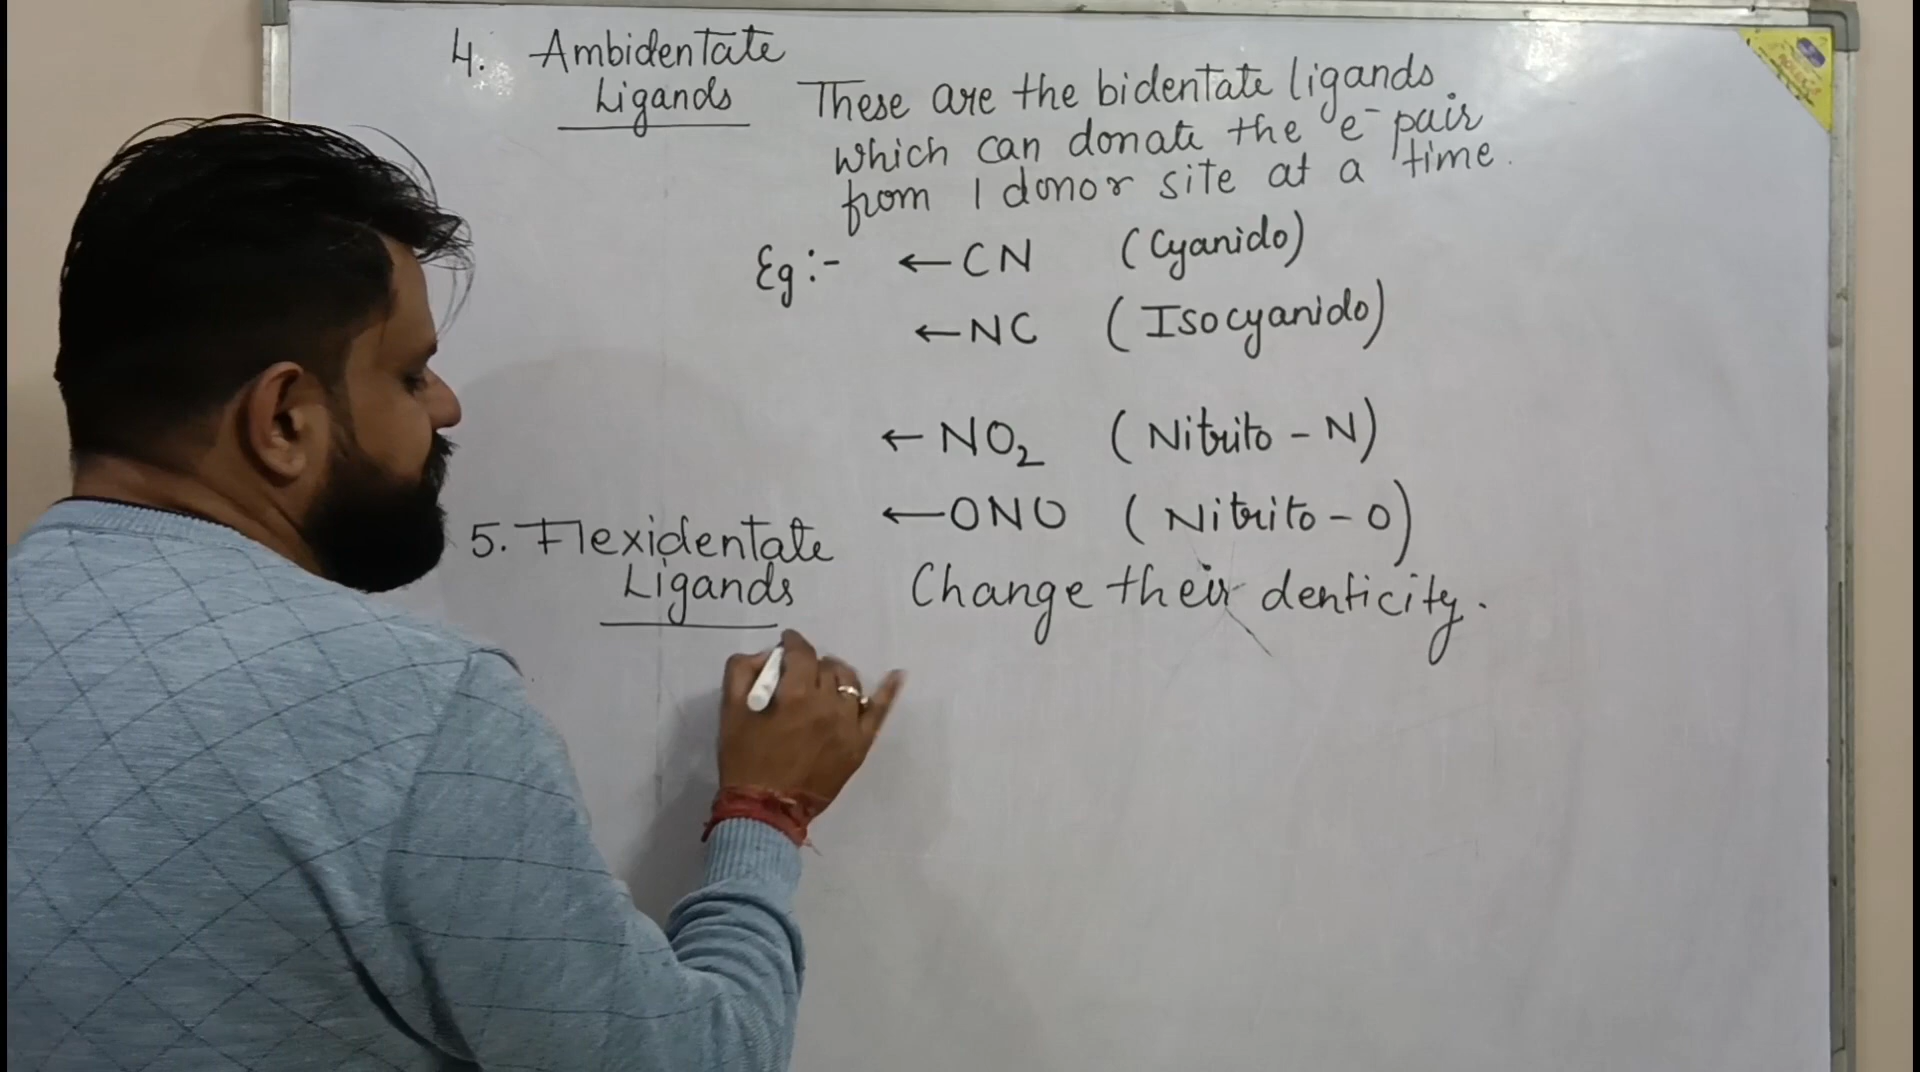 4. Ambidentate
Ligands
These are the bidentate ligands
which can donate the e⁻ pair
from 1 donor site at a time.
Eg :- ← CN (Cyanido)
← NC (Isocyanido)
← NO₂ (Nitrito - N)
← ONO (Nitrito - O)
5. Flexidentate
Ligands
Change their denticity.